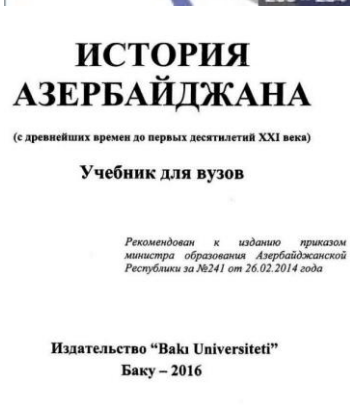 ИСТОРИЯ
АЗЕРБАЙДЖАНА
(с древнейших времен до первых десятилетий XXI века)
Учебник для вузов
Рекомендован к изданию приказом
министра образования Азербайджанской
Республики за №241 от 26.02.2014 года
Издательство “Bakı Universiteti”
Баку – 2016